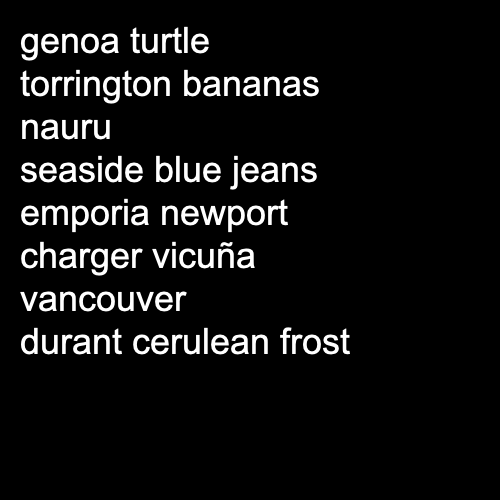 genoa turtle
torrington bananas
nauru
seaside blue jeans
emporia newport
charger vicuña
vancouver
durant cerulean frost